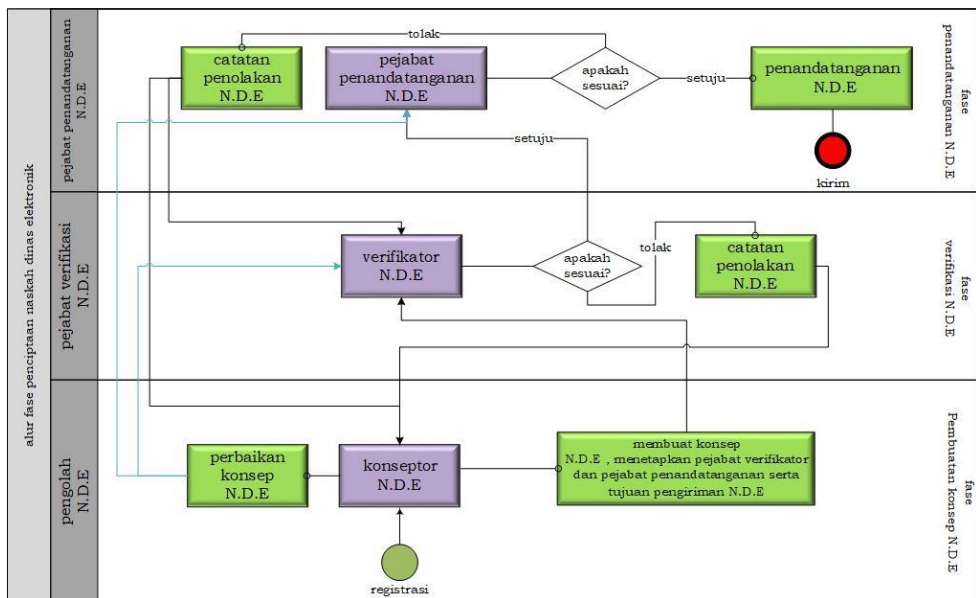 alur fase penciptaan naskah dinas elektronik
pejabat penandatanganan
N.D.E
catatan
penolakan
N.D.E
tolak
pejabat
penandatanganan
N.D.E
apakah
sesuai?
setuju
penandatanganan
N.D.E
kirim
setuju
fase
penandatanganan N.D.E
pejabat verifikasi
N.D.E
verifikator
N.D.E
apakah
sesuai?
tolak
catatan
penolakan
N.D.E
fase
verifikasi N.D.E
pengolah
N.D.E
perbaikan
konsep
N.D.E
konseptor
N.D.E
membuat konsep
N.D.E , menetapkan pejabat verifikator
dan pejabat penandatanganan serta
tujuan pengiriman N.D.E
registrasi
fase
Pembuatan konsep N.D.E